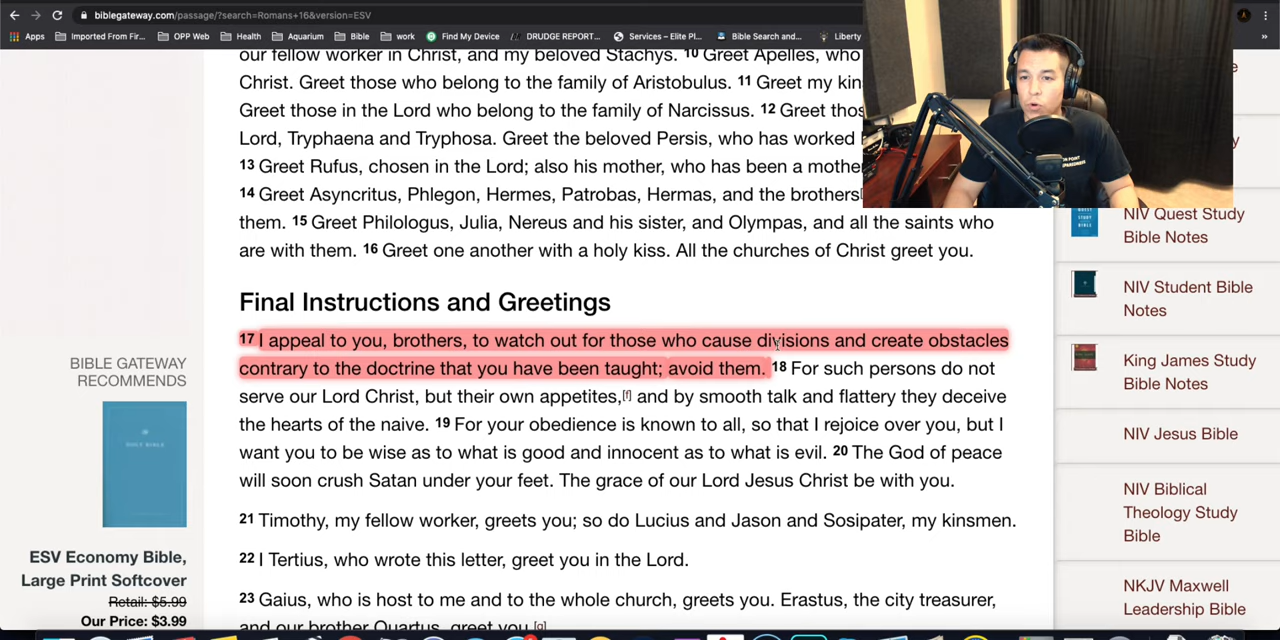 biblegateway.com/passage/?search=Romans+16&version=ESV
Apps Imported From Fir... OPP Web Health Aquarium Bible work Find My Device DRUDGE REPORT... Services – Elite Pl... Bible Search and... Liberty »
our fellow worker in Christ, and my beloved Stachys. 10 Greet Apelles, who
Christ. Greet those who belong to the family of Aristobulus. 11 Greet my kin
Greet those in the Lord who belong to the family of Narcissus. 12 Greet thos
Lord, Tryphaena and Tryphosa. Greet the beloved Persis, who has worked
13 Greet Rufus, chosen in the Lord; also his mother, who has been a mothe
14 Greet Asyncritus, Phlegon, Hermes, Patrobas, Hermas, and the brothers
them. 15 Greet Philologus, Julia, Nereus and his sister, and Olympas, and all the saints who
are with them. 16 Greet one another with a holy kiss. All the churches of Christ greet you.
Final Instructions and Greetings
17 I appeal to you, brothers, to watch out for those who cause divisions and create obstacles
contrary to the doctrine that you have been taught; avoid them. 18 For such persons do not
serve our Lord Christ, but their own appetites,[f] and by smooth talk and flattery they deceive
the hearts of the naive. 19 For your obedience is known to all, so that I rejoice over you, but I
want you to be wise as to what is good and innocent as to what is evil. 20 The God of peace
will soon crush Satan under your feet. The grace of our Lord Jesus Christ be with you.
21 Timothy, my fellow worker, greets you; so do Lucius and Jason and Sosipater, my kinsmen.
22 I Tertius, who wrote this letter, greet you in the Lord.
23 Gaius, who is host to me and to the whole church, greets you. Erastus, the city treasurer,
and our brother Quartus, greet you.[g]
BIBLE GATEWAY
RECOMMENDS
HOLY BIBLE
ESV Economy Bible,
Large Print Softcover
Retail: $5.99
Our Price: $3.99
NIV Quest Study
Bible Notes
NIV Student Bible
Notes
King James Study
Bible Notes
NIV Jesus Bible
NIV Biblical
Theology Study
Bible
NKJV Maxwell
Leadership Bible